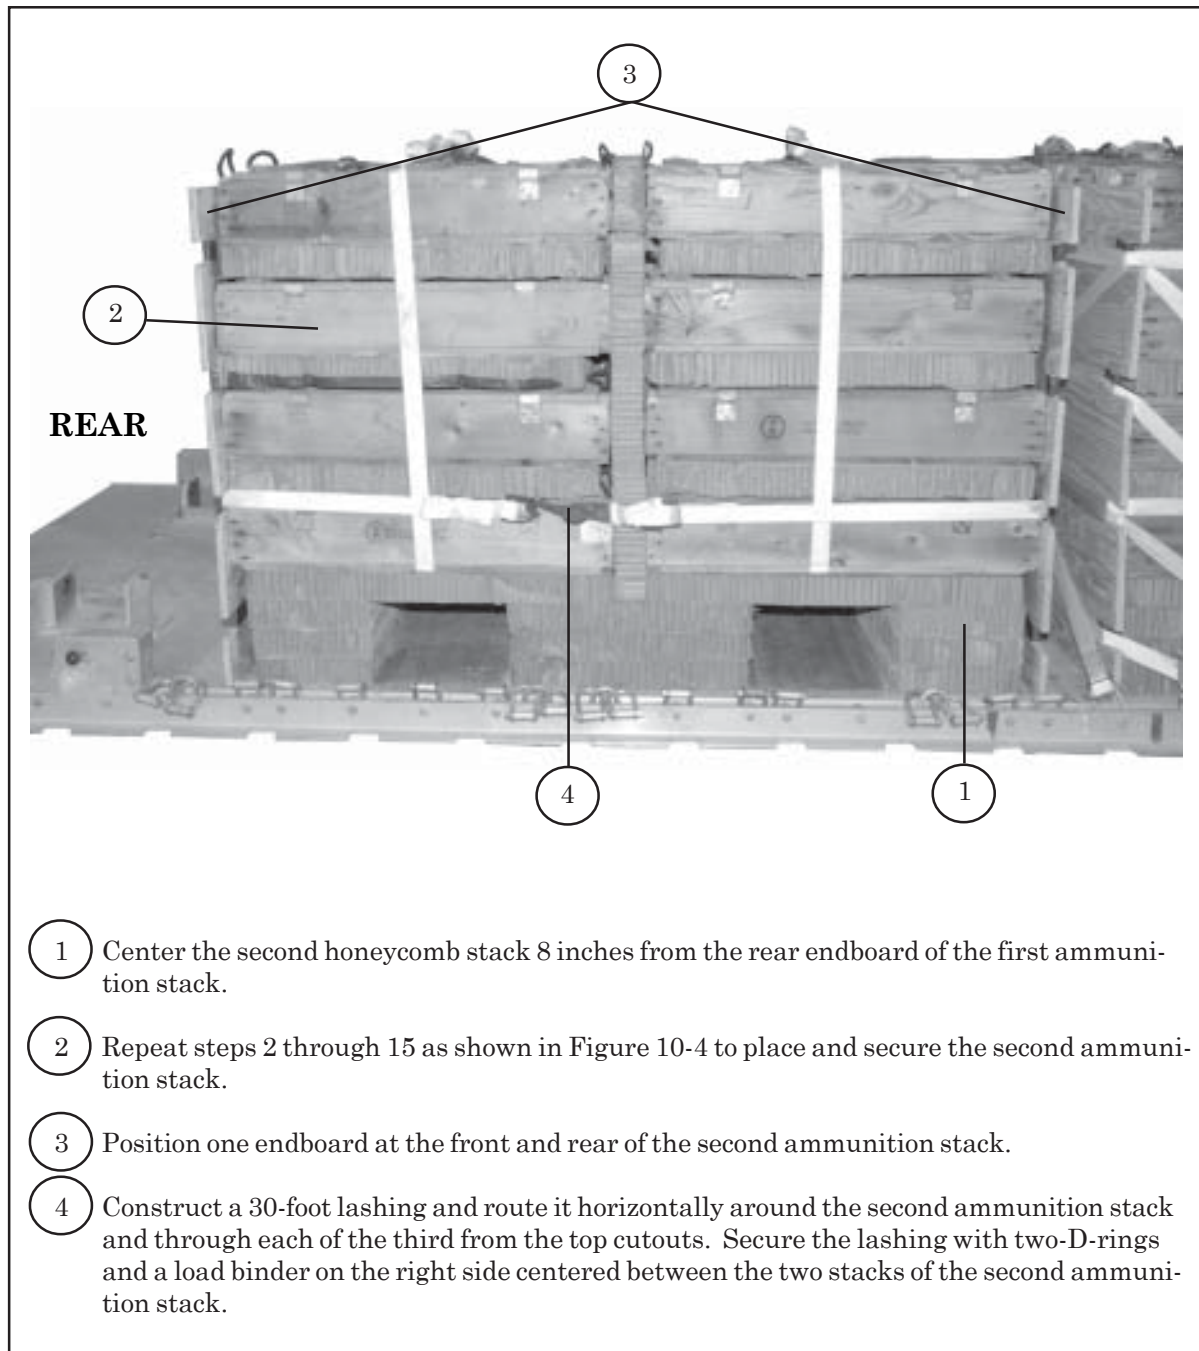 3
2
REAR
4
1
1 Center the second honeycomb stack 8 inches from the rear endboard of the first ammuni-
tion stack.
2 Repeat steps 2 through 15 as shown in Figure 10-4 to place and secure the second ammuni-
tion stack.
3 Position one endboard at the front and rear of the second ammunition stack.
4 Construct a 30-foot lashing and route it horizontally around the second ammunition stack
and through each of the third from the top cutouts.  Secure the lashing with two-D-rings
and a load binder on the right side centered between the two stacks of the second ammuni-
tion stack.